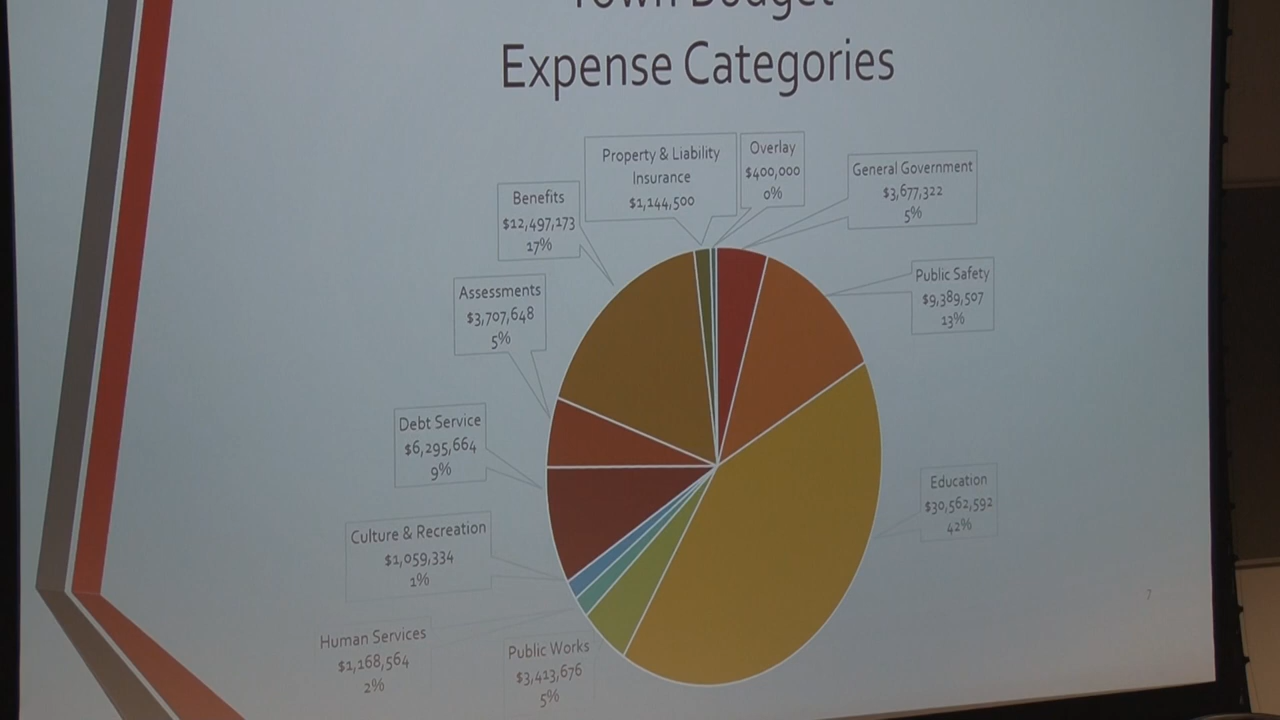 Town Budget
Expense Categories
Property & Liability
Insurance
$1,144,500
Overlay
$400,000
0%
General Government
$3,677,322
5%
Benefits
$12,497,173
17%
Public Safety
$9,389,507
13%
Assessments
$3,707,648
5%
Debt Service
$6,295,664
9%
Education
$30,562,592
42%
Culture & Recreation
$1,059,334
1%
7
Human Services
$1,168,564
2%
Public Works
$3,413,676
5%